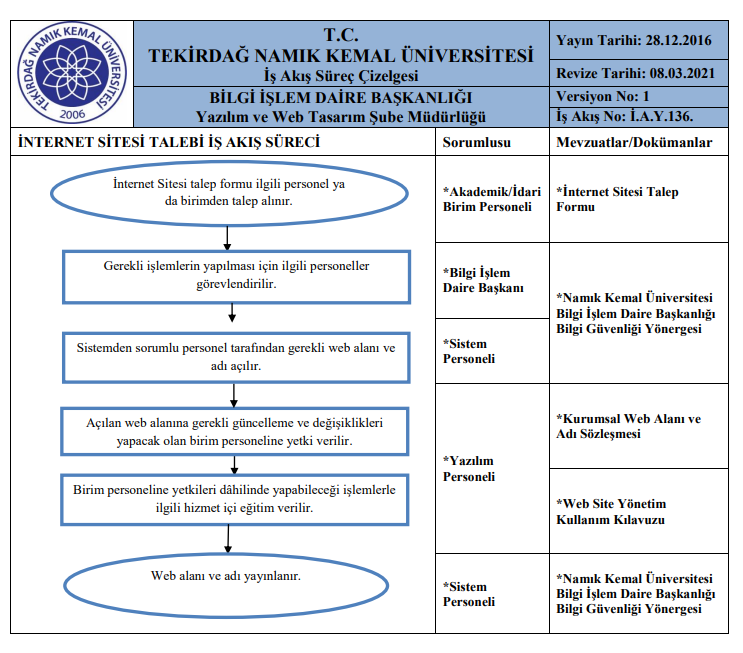 TEKİRDAĞ NAMIK KEMAL ÜNİVERSİTESİ
2006
T.C.
TEKİRDAĞ NAMIK KEMAL ÜNİVERSİTESİ
İş Akış Süreç Çizelgesi
BİLGİ İŞLEM DAİRE BAŞKANLIĞI
Yazılım ve Web Tasarım Şube Müdürlüğü
Yayın Tarihi: 28.12.2016
Revize Tarihi: 08.03.2021
Versiyon No: 1
İş Akış No: İ.A.Y.136.
İNTERNET SİTESİ TALEBİ İŞ AKIŞ SÜRECİ
Sorumlusu
Mevzuatlar/Dokümanlar
İnternet Sitesi talep formu ilgili personel ya
da birimden talep alınır.
*Akademik/İdari
Birim Personeli
*İnternet Sitesi Talep
Formu
Gerekli işlemlerin yapılması için ilgili personeller
görevlendirilir.
*Bilgi İşlem
Daire Başkanı
*Namık Kemal Üniversitesi
Bilgi İşlem Daire Başkanlığı
Bilgi Güvenliği Yönergesi
Sistemden sorumlu personel tarafından gerekli web alanı ve
adı açılır.
*Sistem
Personeli
Açılan web alanına gerekli güncelleme ve değişiklikleri
yapacak olan birim personeline yetki verilir.
*Kurumsal Web Alanı ve
Adı Sözleşmesi
*Yazılım
Personeli
Birim personeline yetkileri dâhilinde yapabileceği işlemlerle
ilgili hizmet içi eğitim verilir.
*Web Site Yönetim
Kullanım Kılavuzu
Web alanı ve adı yayınlanır.
*Sistem
Personeli
*Namık Kemal Üniversitesi
Bilgi İşlem Daire Başkanlığı
Bilgi Güvenliği Yönergesi